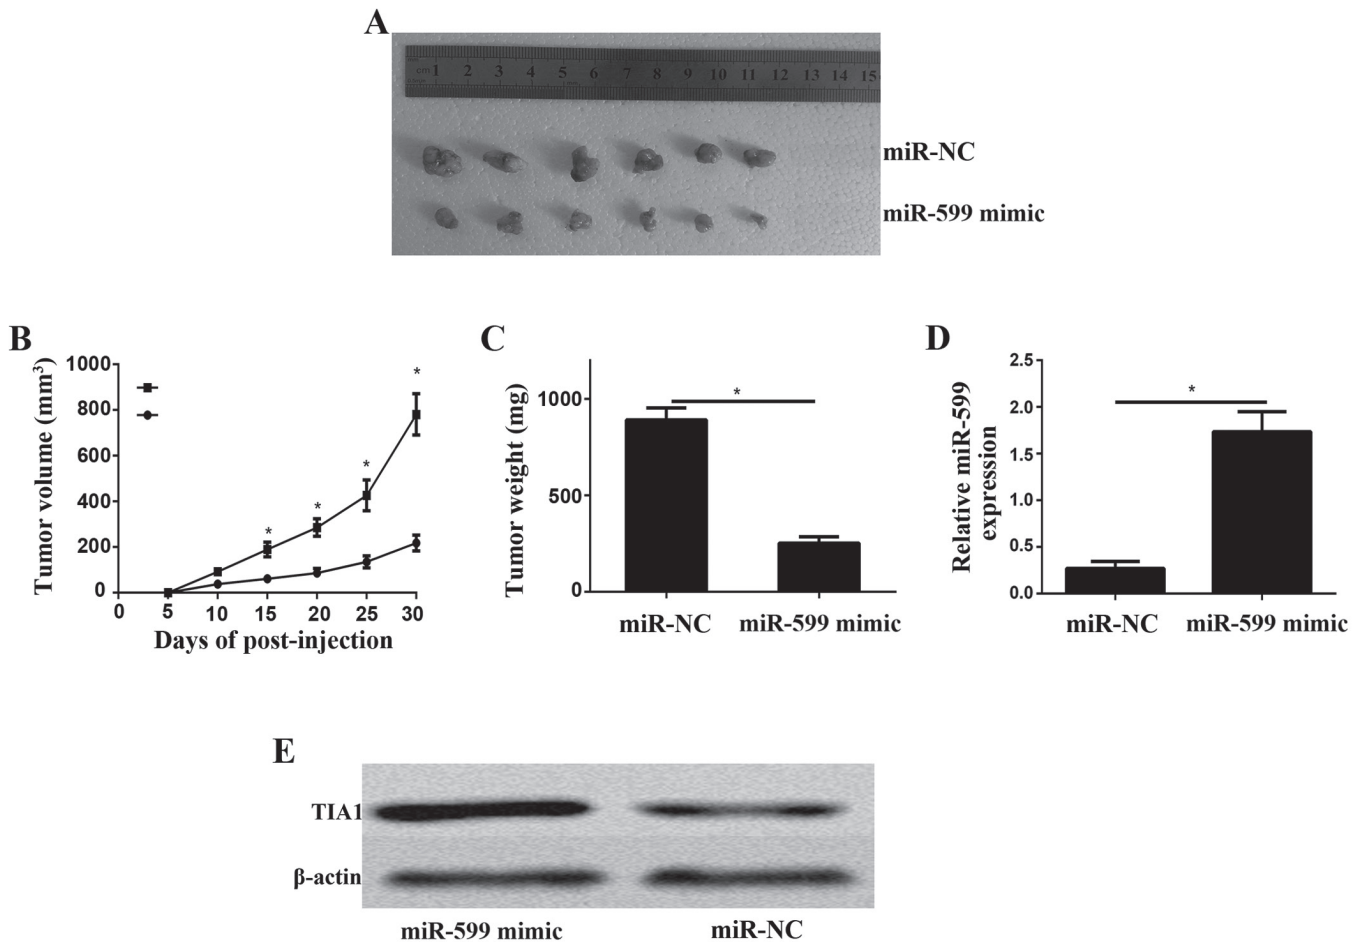 A
cm 1 2 3 4 5 6 7 8 9 10 11 12 13 14 15
miR-NC
miR-599 mimic
B
Tumor volume (mm³)
1000
800
600
400
200
0
*
*
*
*
0 5 10 15 20 25 30
Days of post-injection
C
Tumor weight (mg)
1000
500
0
*
miR-NC miR-599 mimic
D
Relative miR-599
expression
2.5
2.0
1.5
1.0
0.5
0.0
*
miR-NC miR-599 mimic
E
TIA1
β-actin
miR-599 mimic miR-NC